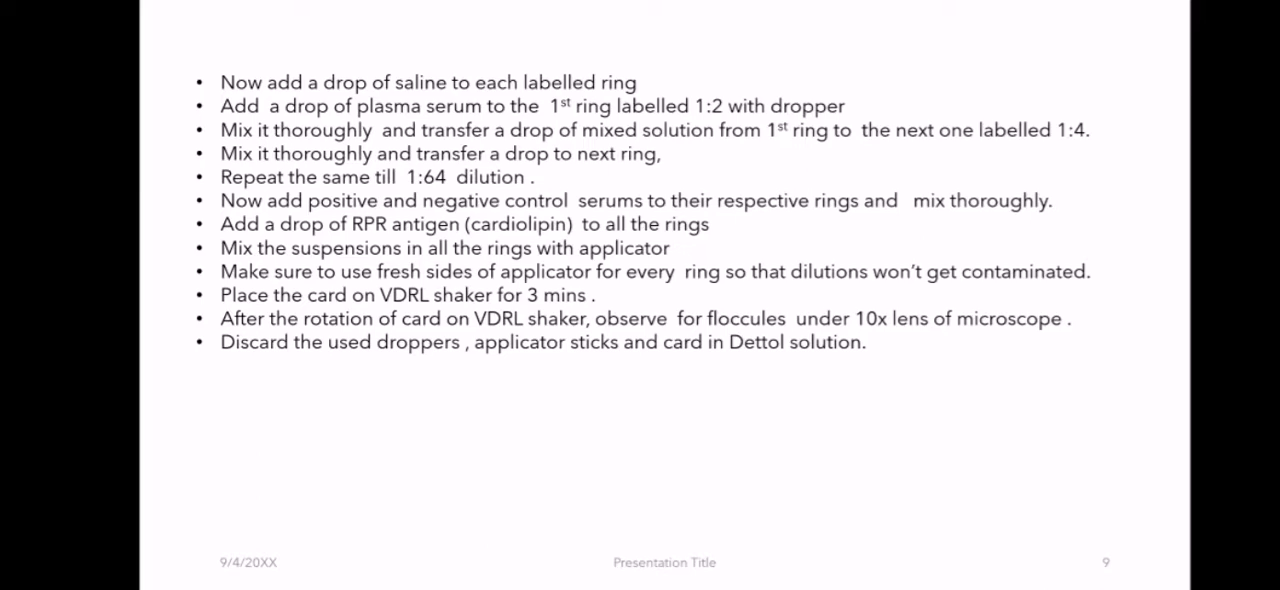 • Now add a drop of saline to each labelled ring
• Add a drop of plasma serum to the 1st ring labelled 1:2 with dropper
• Mix it thoroughly and transfer a drop of mixed solution from 1st ring to the next one labelled 1:4.
• Mix it thoroughly and transfer a drop to next ring,
• Repeat the same till 1:64 dilution .
• Now add positive and negative control serums to their respective rings and mix thoroughly.
• Add a drop of RPR antigen (cardiolipin) to all the rings
• Mix the suspensions in all the rings with applicator
• Make sure to use fresh sides of applicator for every ring so that dilutions won't get contaminated.
• Place the card on VDRL shaker for 3 mins .
• After the rotation of card on VDRL shaker, observe for floccules under 10x lens of microscope .
• Discard the used droppers , applicator sticks and card in Dettol solution.
9/4/20XX
Presentation Title
9